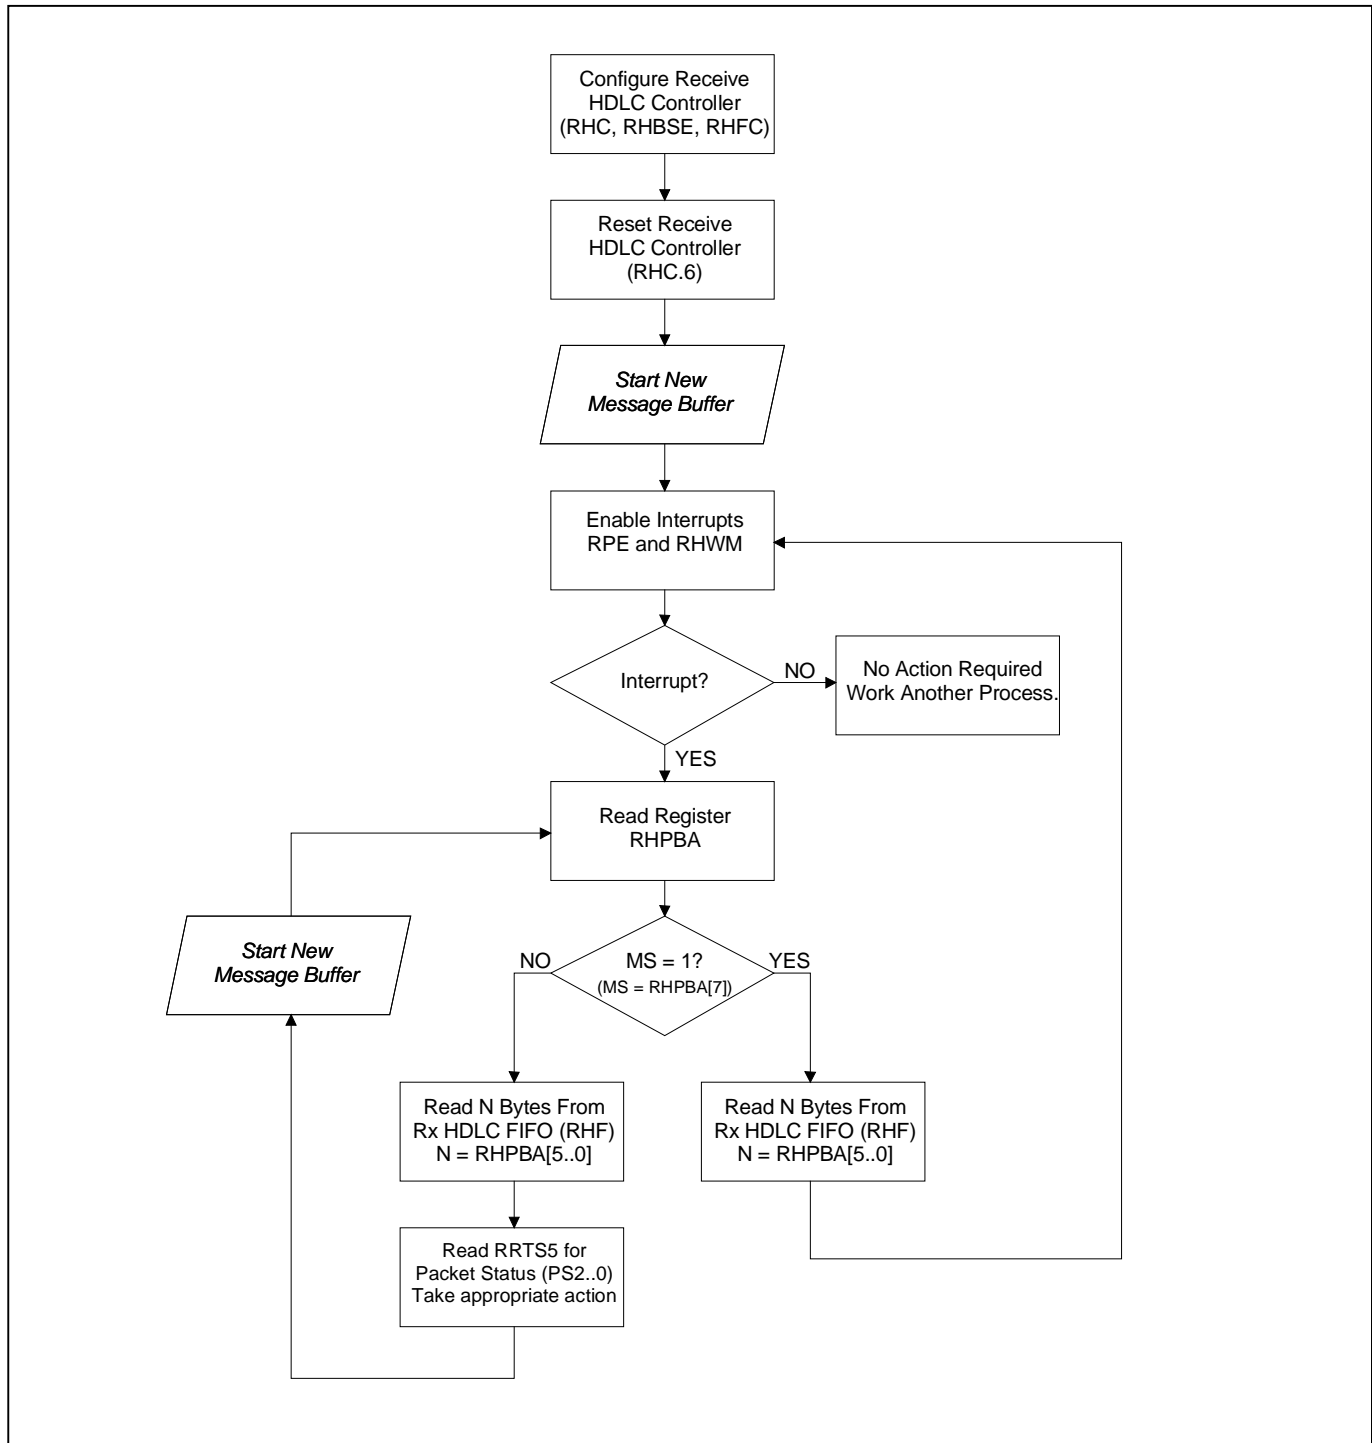 Configure Receive
HDLC Controller
(RHC, RHBSE, RHFC)
Reset Receive
HDLC Controller
(RHC.6)
Start New
Message Buffer
Enable Interrupts
RPE and RHWM
Interrupt?
NO
No Action Required
Work Another Process.
YES
Read Register
RHPBA
Start New
Message Buffer
NO
MS = 1?
(MS = RHPBA[7])
YES
Read N Bytes From
Rx HDLC FIFO (RHF)
N = RHPBA[5..0]
Read N Bytes From
Rx HDLC FIFO (RHF)
N = RHPBA[5..0]
Read RRTS5 for
Packet Status (PS2..0)
Take appropriate action